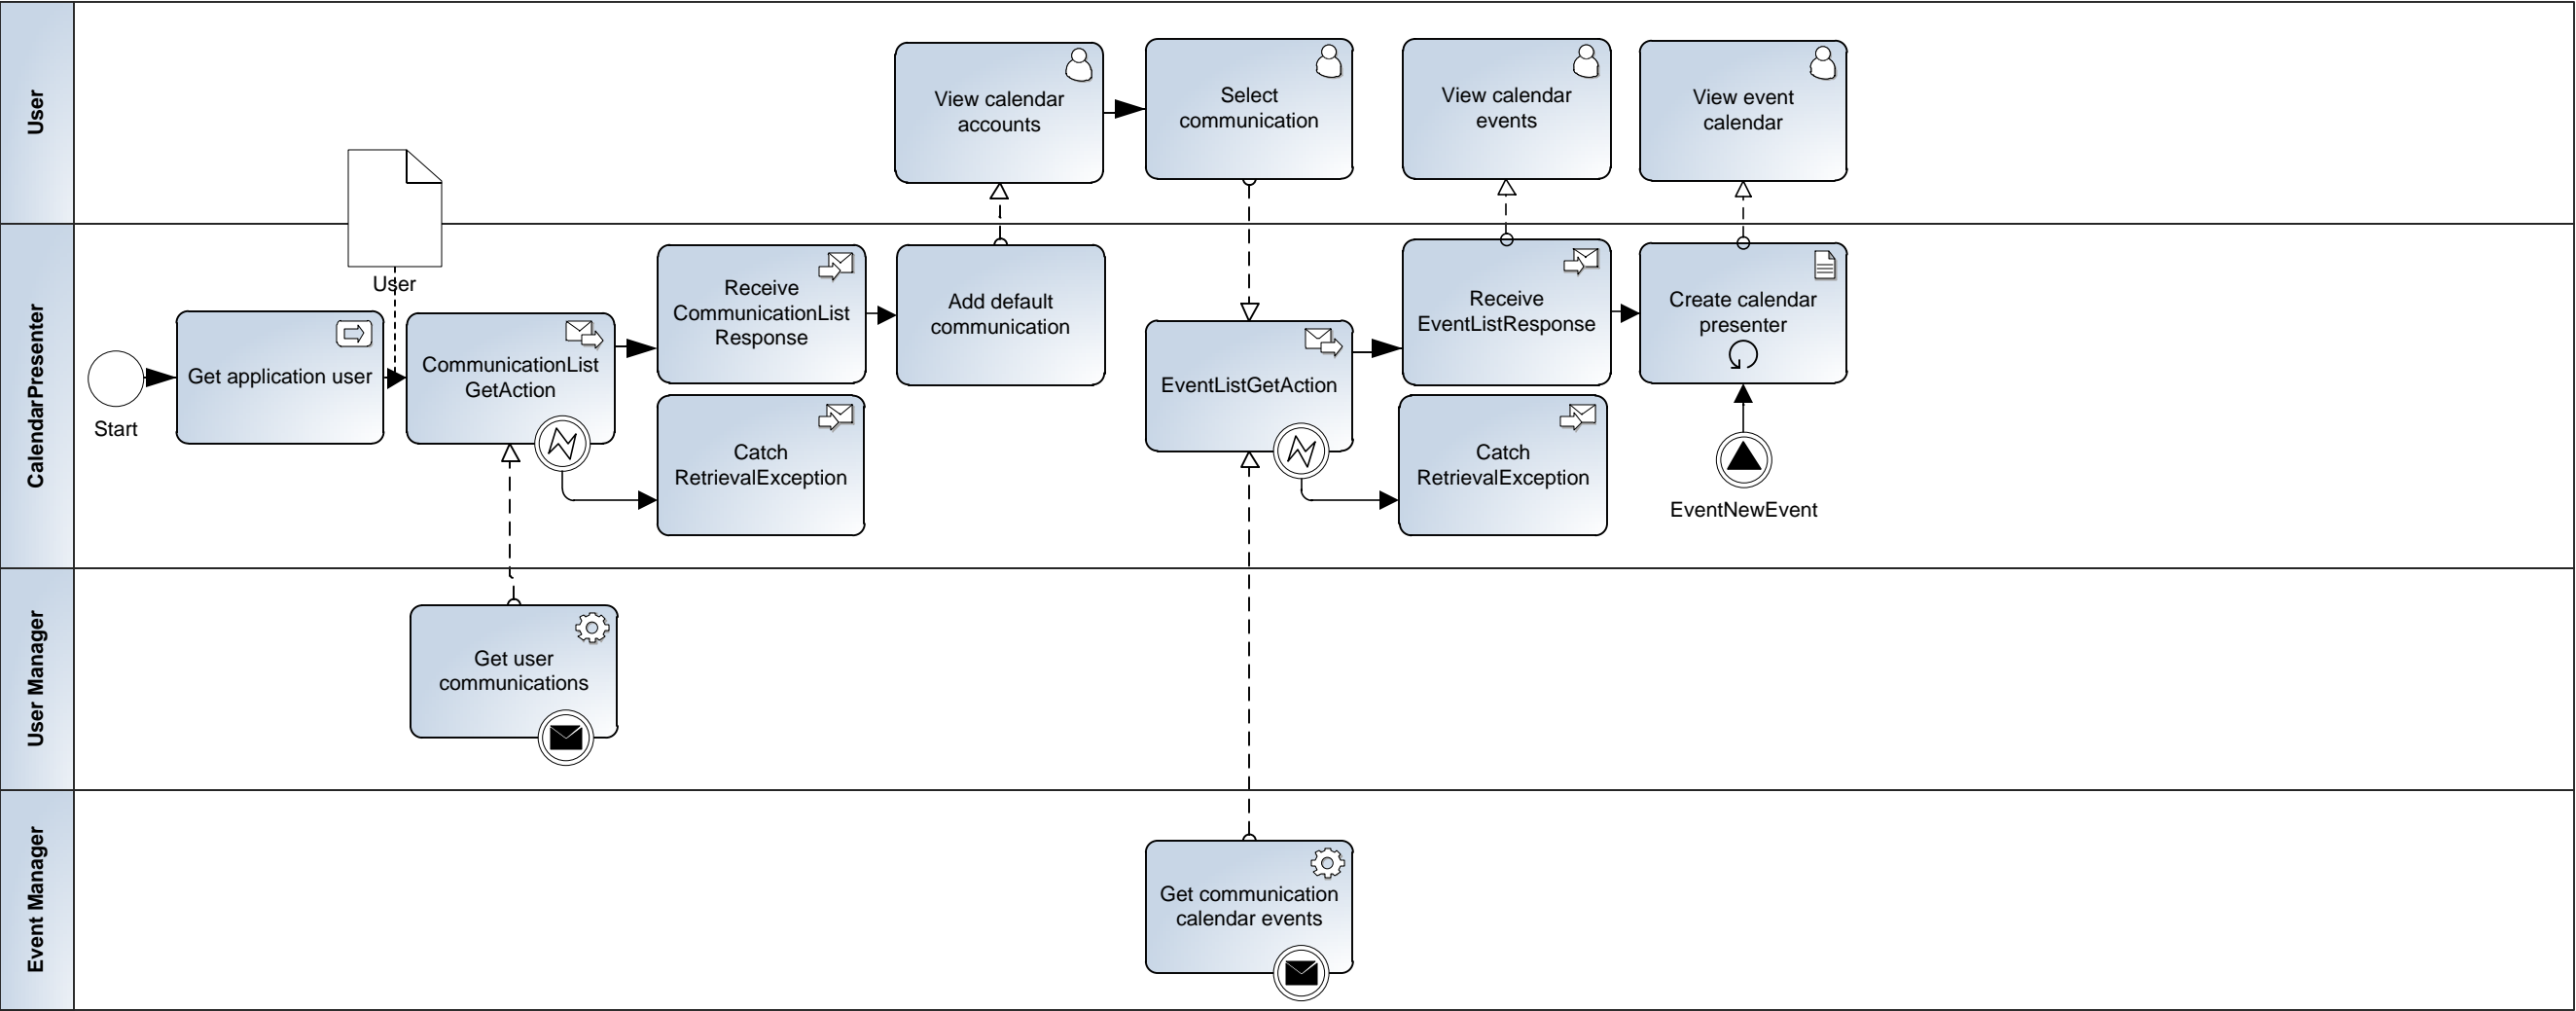 User
View calendar
accounts
Select
communication
View calendar
events
View event
calendar
CalendarPresenter
User
Start
Get application user
CommunicationList
GetAction
Receive
CommunicationList
Response
Add default
communication
Catch
RetrievalException
EventListGetAction
Receive
EventListResponse
Create calendar
presenter
Catch
RetrievalException
EventNewEvent
User Manager
Get user
communications
Event Manager
Get communication
calendar events